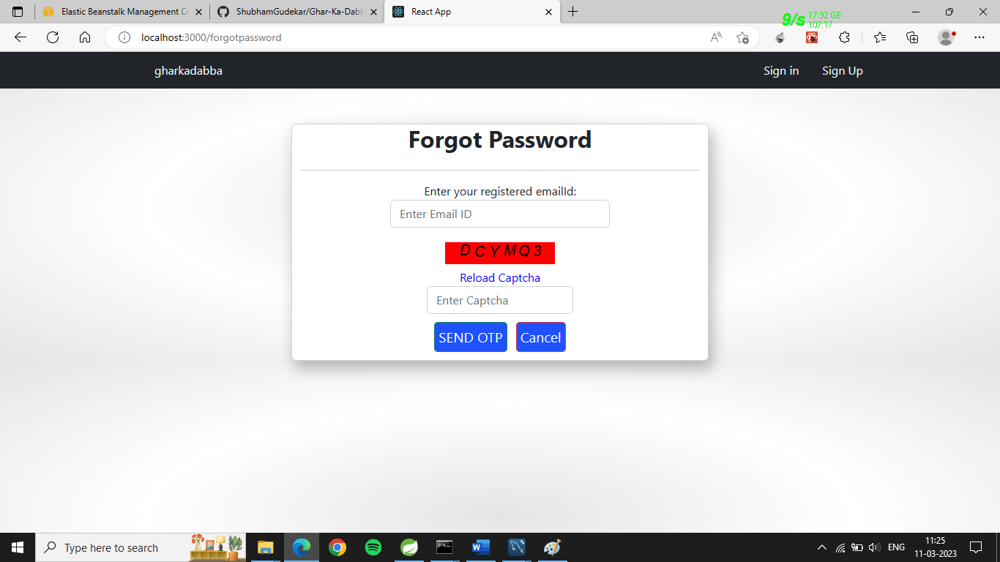 Elastic Beanstalk Management Co
ShubhamGudekar/Ghar-Ka-Dabb
React App
9/s 17.92 GB
107:17
localhost:3000/forgotpassword
gharkadabba
Sign in
Sign Up
Forgot Password
Enter your registered emailId:
Enter Email ID
D C Y M Q 3
Reload Captcha
Enter Captcha
SEND OTP
Cancel
Type here to search
ENG
11:25
11-03-2023